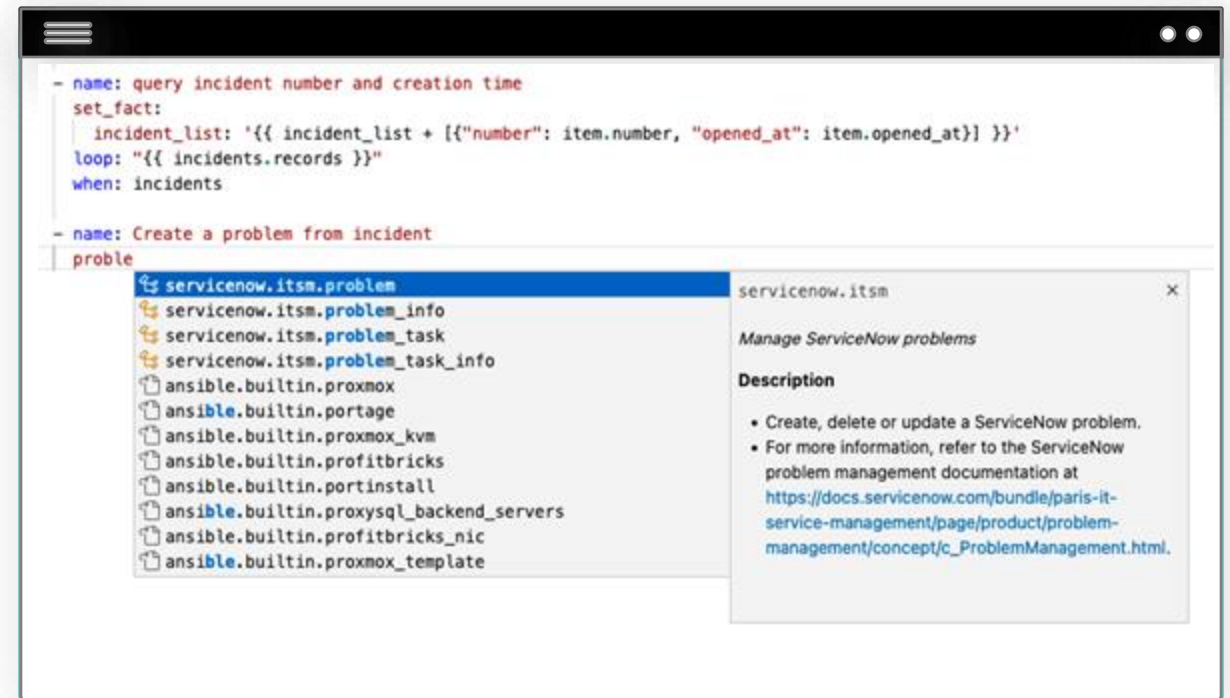 - name: query incident number and creation time
  set_fact:
    incident_list: '{{ incident_list + [{"number": item.number, "opened_at": item.opened_at}] }}'
  loop: "{{ incidents.records }}"
  when: incidents
- name: Create a problem from incident
  proble
servicenow.itsm.problem
servicenow.itsm.problem_info
servicenow.itsm.problem_task
servicenow.itsm.problem_task_info
ansible.builtin.proxmox
ansible.builtin.portage
ansible.builtin.proxmox_kvm
ansible.builtin.profitbricks
ansible.builtin.portinstall
ansible.builtin.proxysql_backend_servers
ansible.builtin.profitbricks_nic
ansible.builtin.proxmox_template
servicenow.itsm ×
Manage ServiceNow problems
Description
• Create, delete or update a ServiceNow problem.
• For more information, refer to the ServiceNow
problem management documentation at
https://docs.servicenow.com/bundle/paris-it-
service-management/page/product/problem-
management/concept/c_ProblemManagement.html.